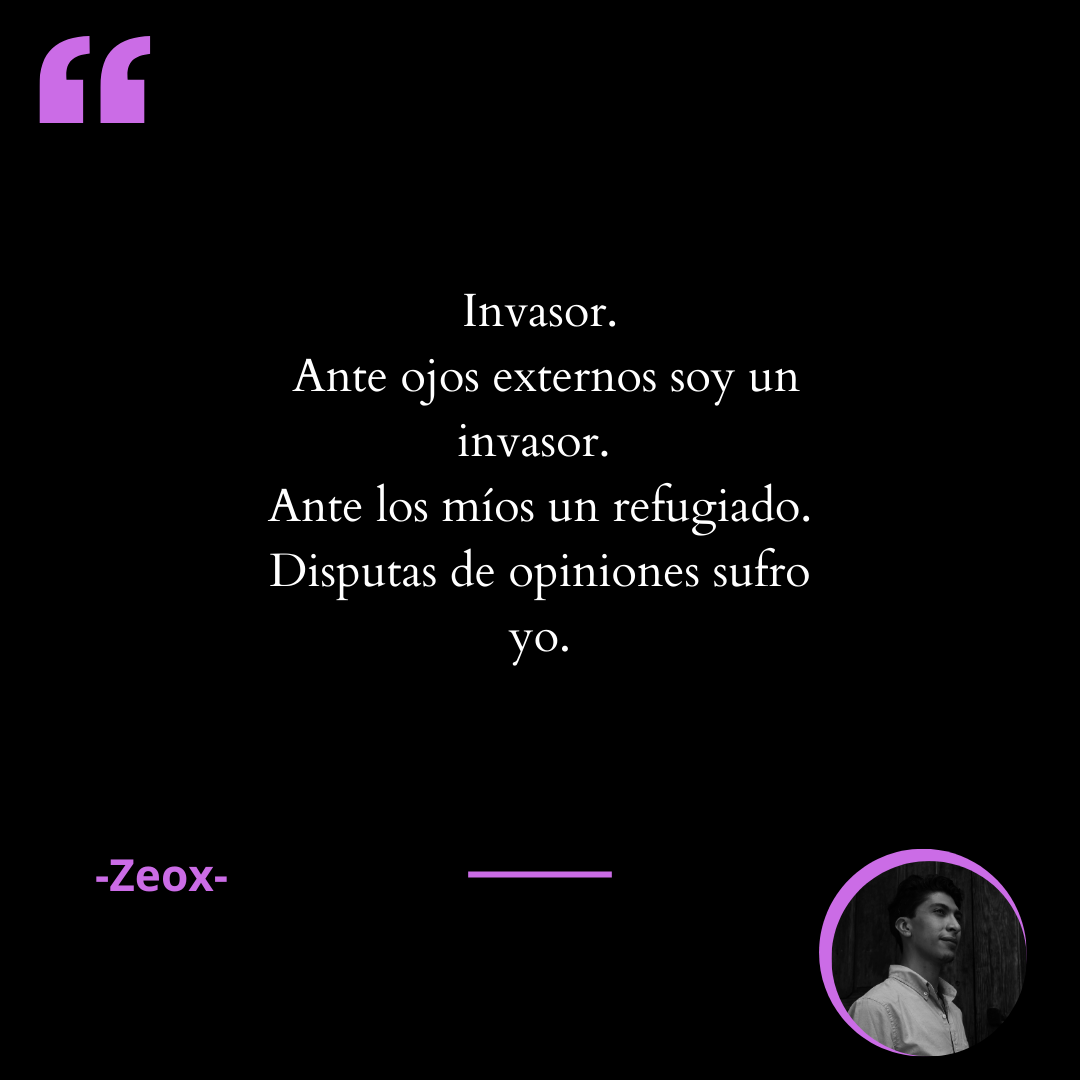 Invasor.
Ante ojos externos soy un
invasor.
Ante los míos un refugiado.
Disputas de opiniones sufro
yo.
-Zeox-